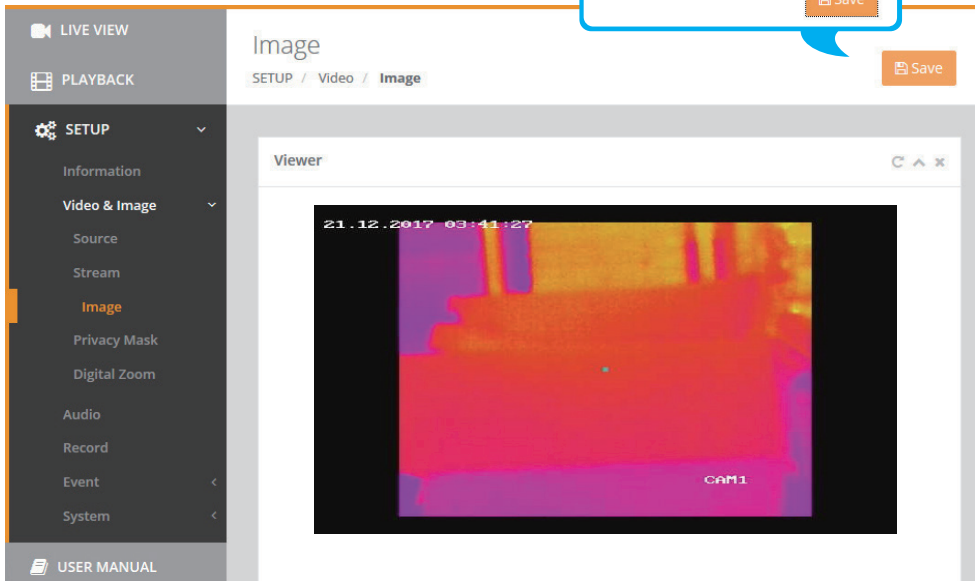 Save
LIVE VIEW
PLAYBACK
SETUP
Information
Video & Image
Source
Stream
Image
Privacy Mask
Digital Zoom
Audio
Record
Event
System
USER MANUAL
Image
SETUP / Video / Image
Save
Viewer
21.12.2017 03:41:27
CAM1